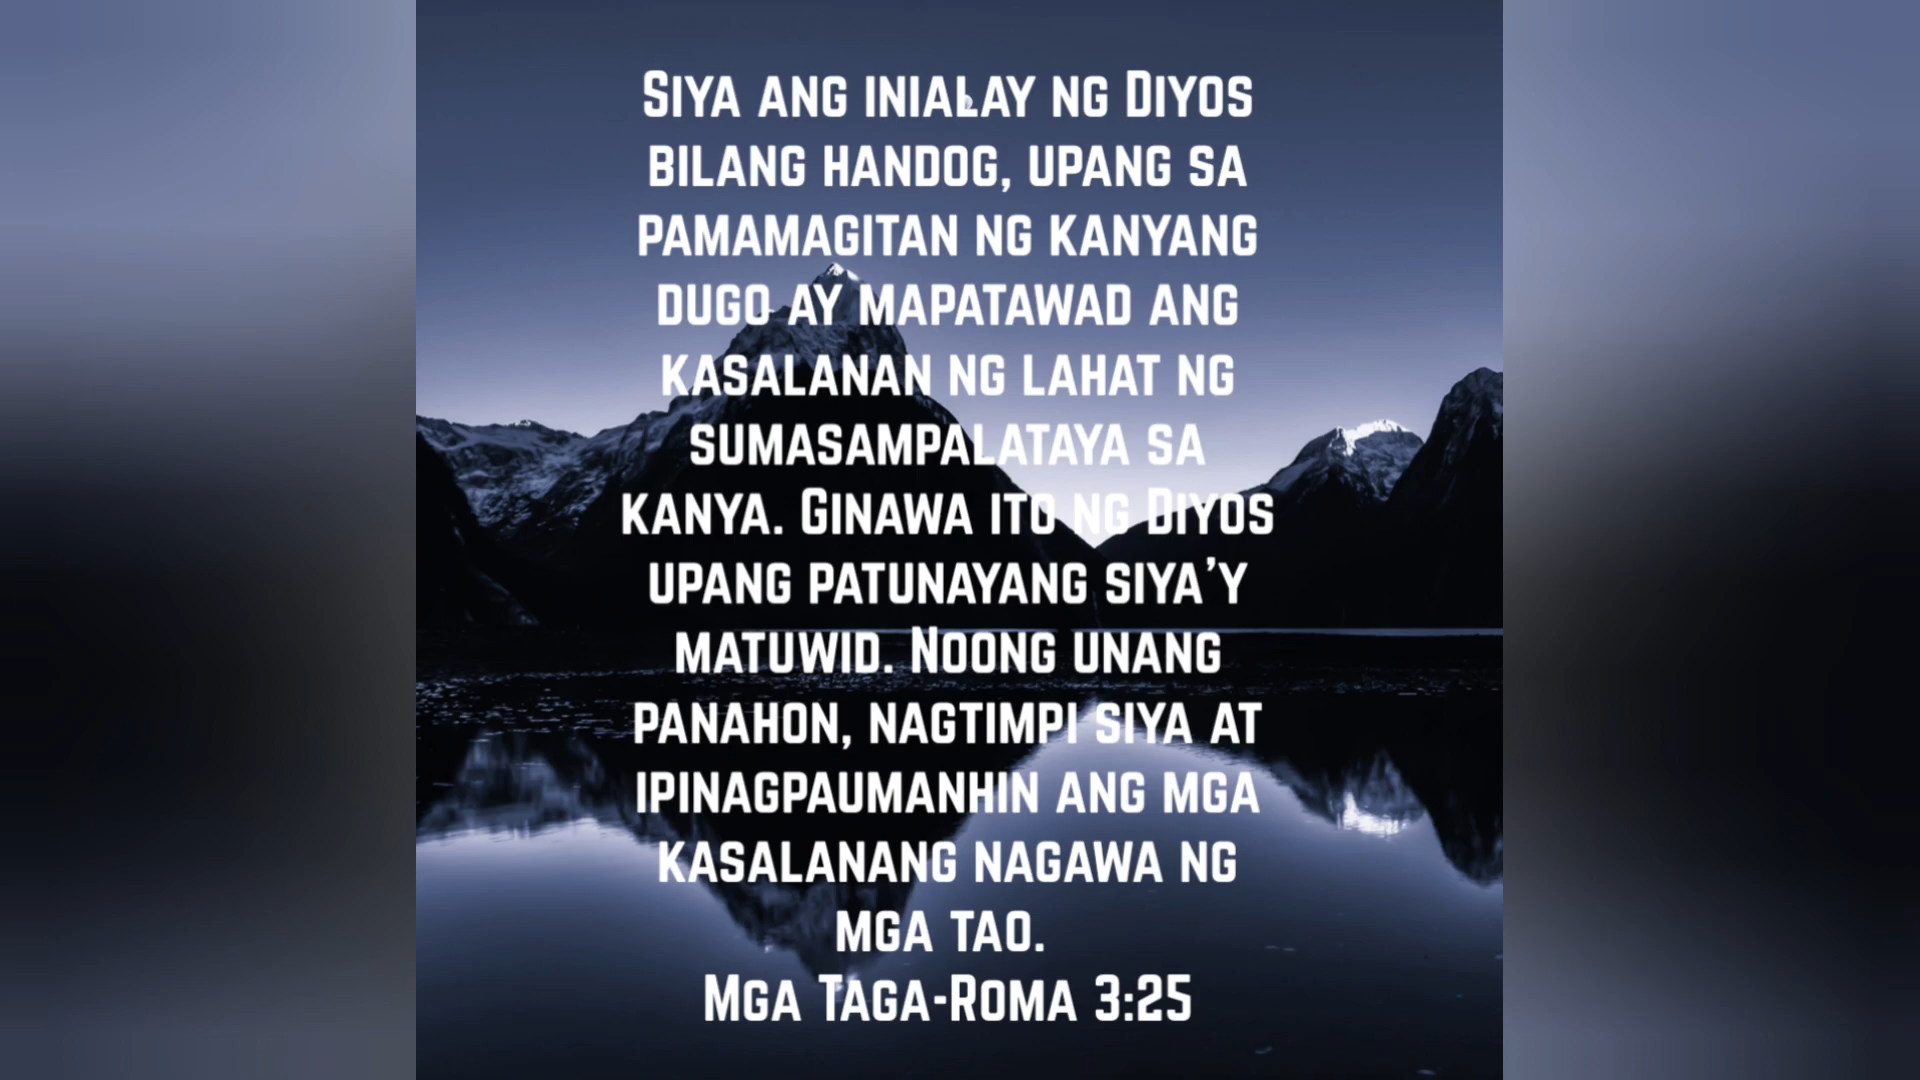 Siya ang inialay ng Diyos
bilang handog, upang sa
pamamagitan ng kanyang
dugo ay mapatawad ang
kasalanan ng lahat ng
sumasampalataya sa
kanya. Ginawa ito ng Diyos
upang patunayang siya’y
matuwid. Noong unang
panahon, nagtimpi siya at
ipinagpaumanhin ang mga
kasalanang nagawa ng
mga tao.
Mga Taga-Roma 3:25